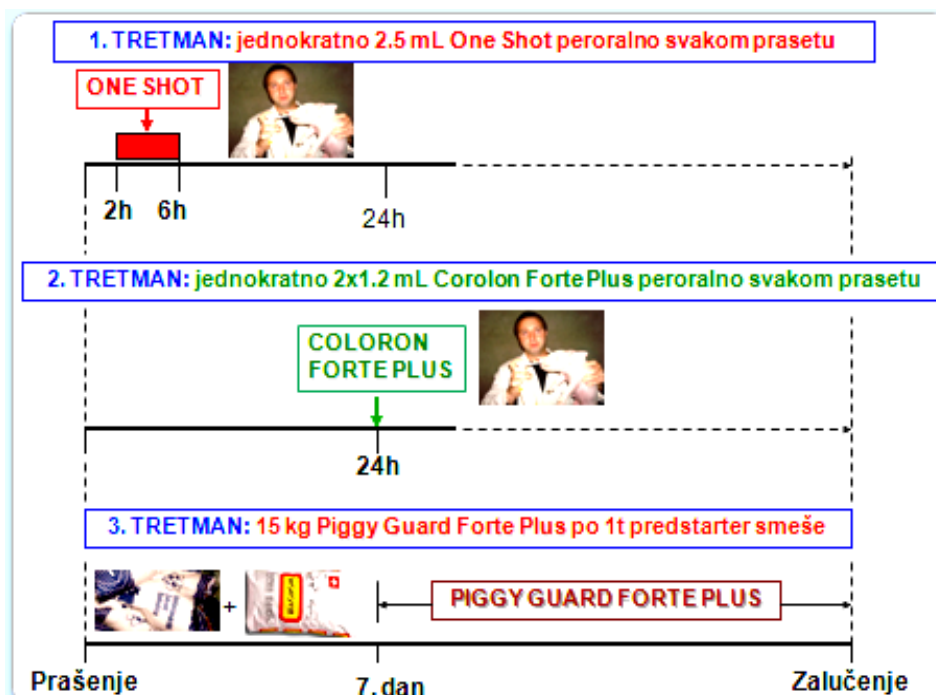 1. TRETMAN: jednokratno 2.5 mL One Shot peroralno svakom prasetu
ONE SHOT
2h 6h 24h
2. TRETMAN: jednokratno 2x1.2 mL Corolon Forte Plus peroralno svakom prasetu
COLORON
FORTE PLUS
24h
3. TRETMAN: 15 kg Piggy Guard Forte Plus po 1t predstarter smeše
+
PIGGY GUARD FORTE PLUS
Prašenje 7. dan Zalučenje